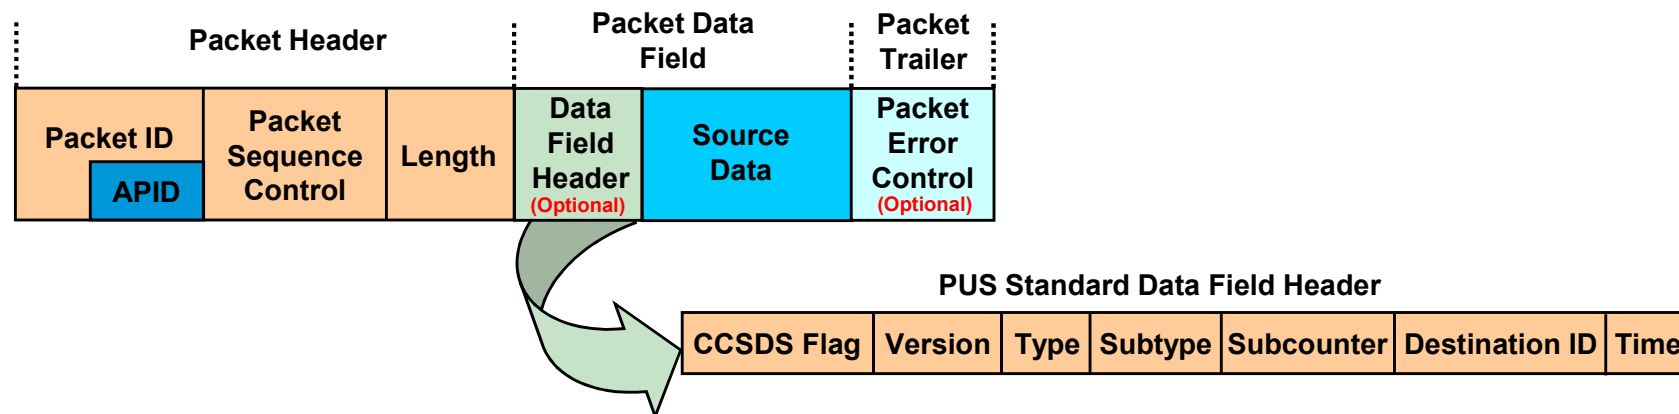 Packet Header
Packet Data
Field
Packet
Trailer
Packet ID
APID
Packet
Sequence
Control
Length
Data
Field
Header
(Optional)
Source
Data
Packet
Error
Control
(Optional)
PUS Standard Data Field Header
CCSDS Flag
Version
Type
Subtype
Subcounter
Destination ID
Time